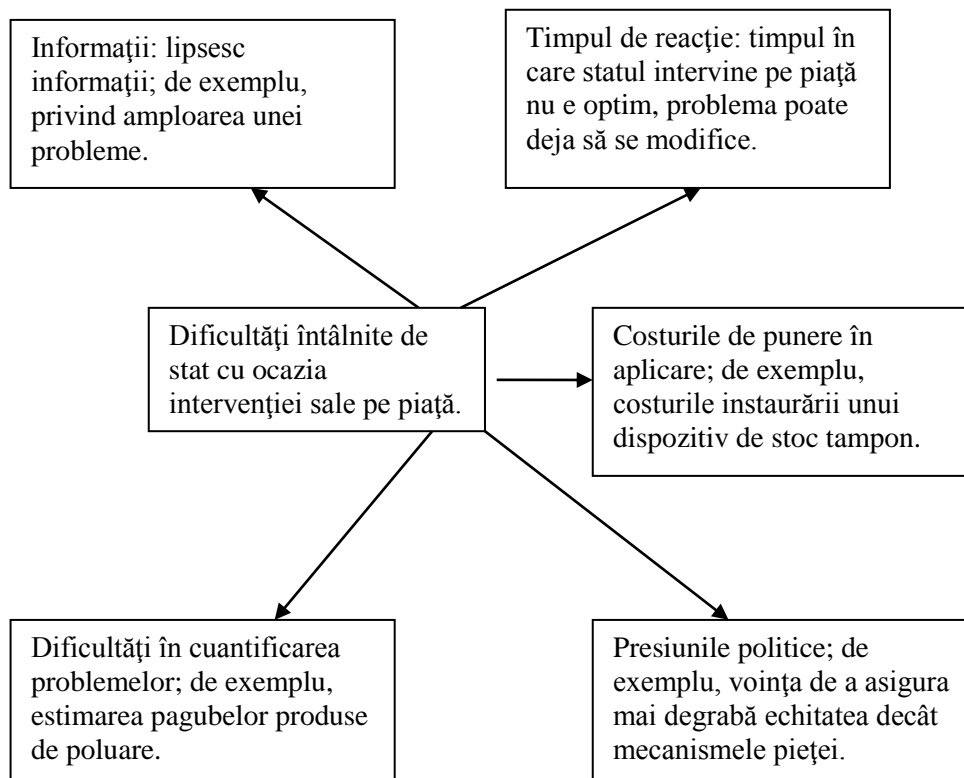 Informaţii: lipsesc
informaţii; de exemplu,
privind amploarea unei
probleme.
Timpul de reacţie: timpul în
care statul intervine pe piaţă
nu e optim, problema poate
deja să se modifice.
Dificultăţi întâlnite de
stat cu ocazia
intervenţiei sale pe piaţă.
Costurile de punere în
aplicare; de exemplu,
costurile instaurării unui
dispozitiv de stoc tampon.
Dificultăţi în cuantificarea
problemelor; de exemplu,
estimarea pagubelor produse
de poluare.
Presiunile politice; de
exemplu, voinţa de a asigura
mai degrabă echitatea decât
mecanismele pieţei.